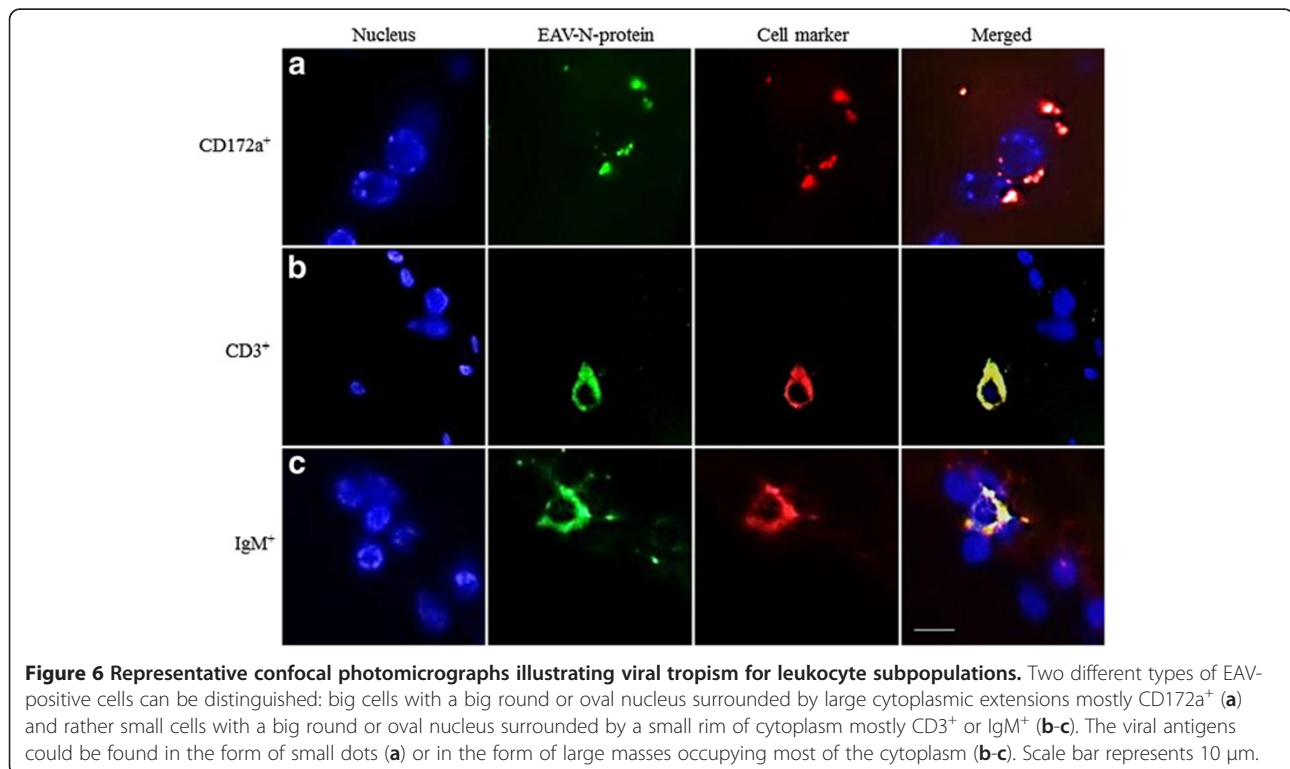 Nucleus EAV-N-protein Cell marker Merged
a
CD172a⁺
b
CD3⁺
c
IgM⁺
Figure 6 Representative confocal photomicrographs illustrating viral tropism for leukocyte subpopulations. Two different types of EAV-
positive cells can be distinguished: big cells with a big round or oval nucleus surrounded by large cytoplasmic extensions mostly CD172a⁺ (a)
and rather small cells with a big round or oval nucleus surrounded by a small rim of cytoplasm mostly CD3⁺ or IgM⁺ (b-c). The viral antigens
could be found in the form of small dots (a) or in the form of large masses occupying most of the cytoplasm (b-c). Scale bar represents 10 μm.